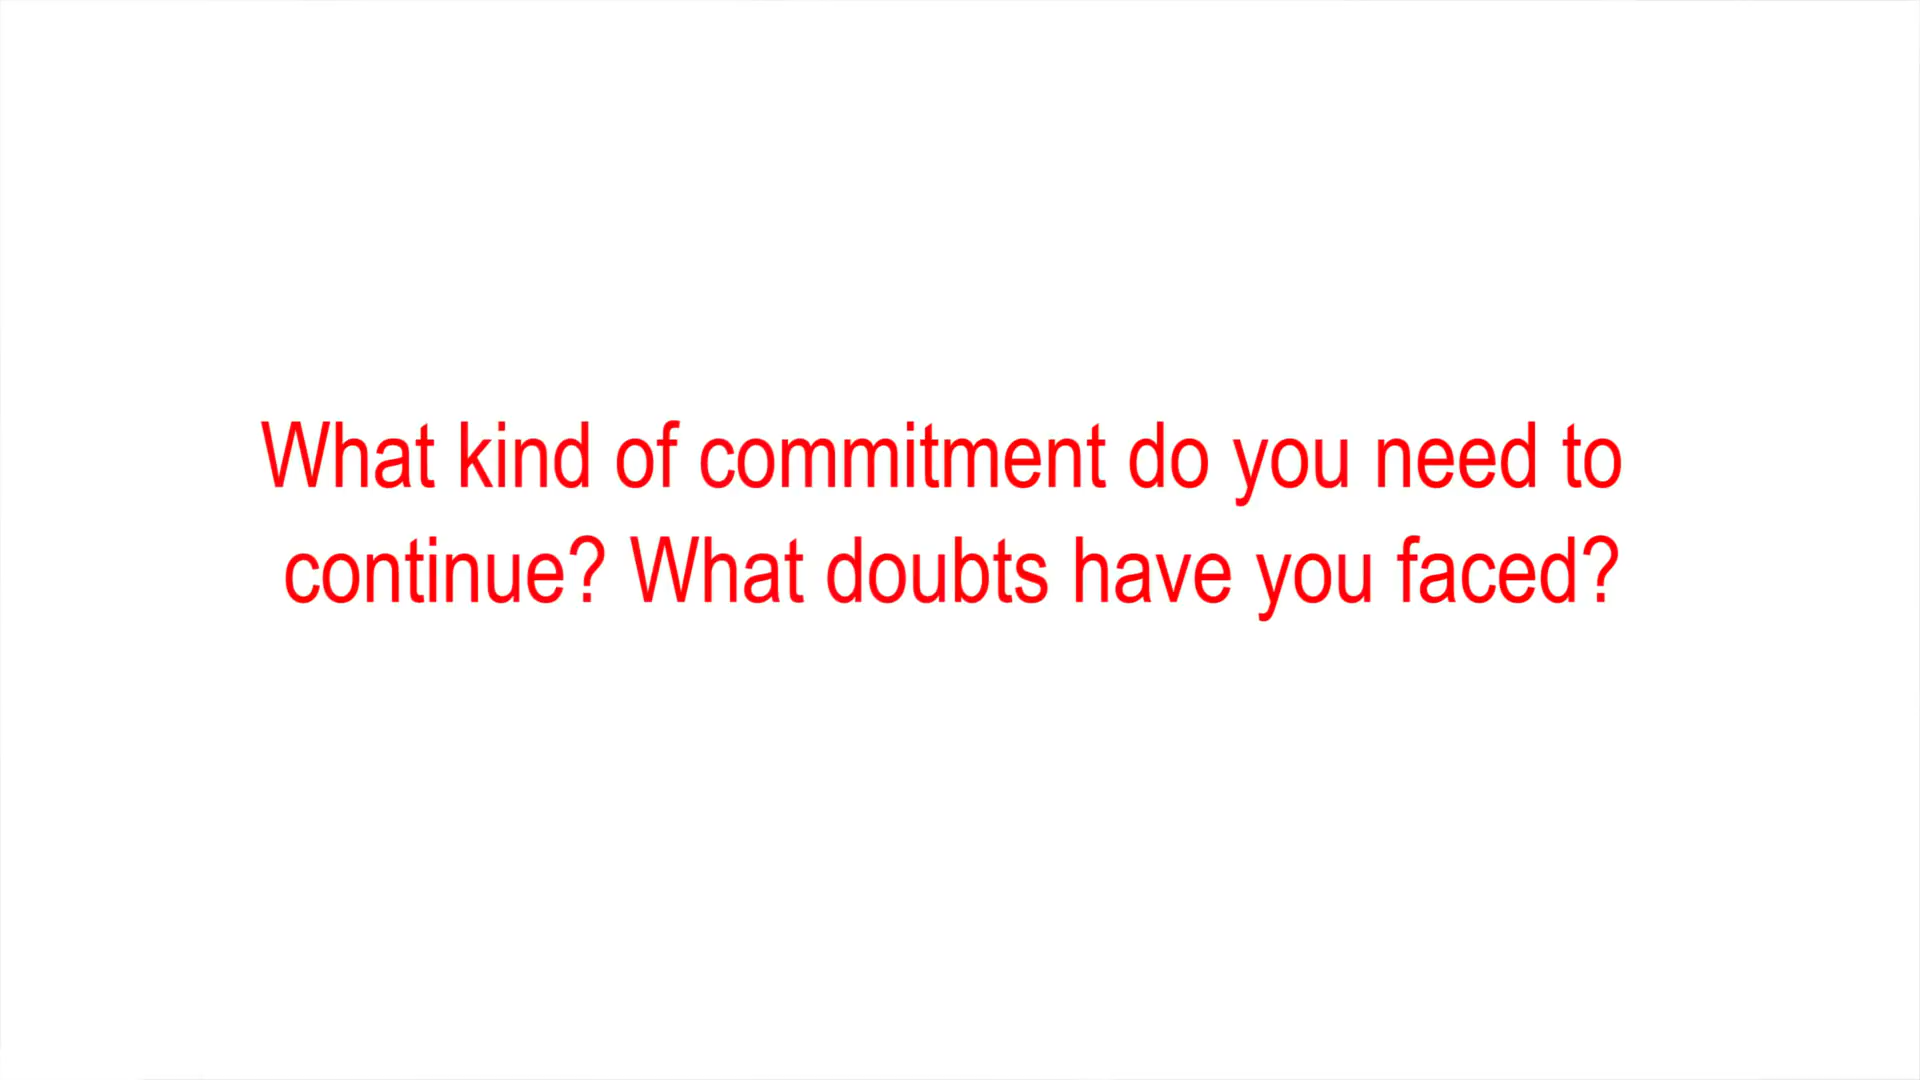 What kind of commitment do you need to
continue? What doubts have you faced?